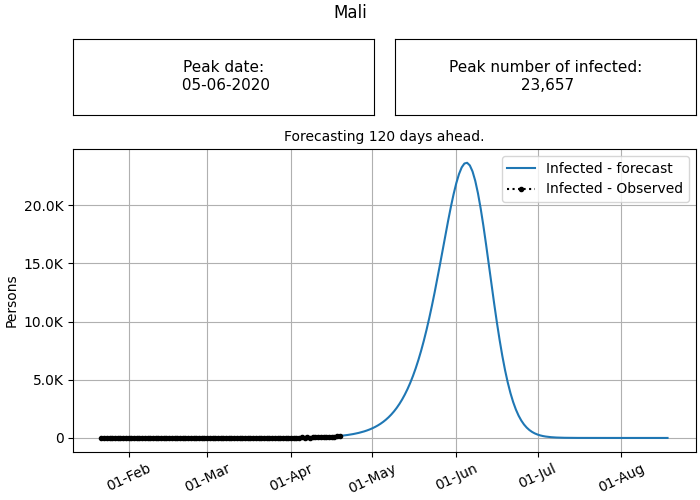 Mali
Peak date:
05-06-2020
Peak number of infected:
23,657
Forecasting 120 days ahead.
Infected - forecast
Infected - Observed
Persons
20.0K
15.0K
10.0K
5.0K
0
01-Feb
01-Mar
01-Apr
01-May
01-Jun
01-Jul
01-Aug